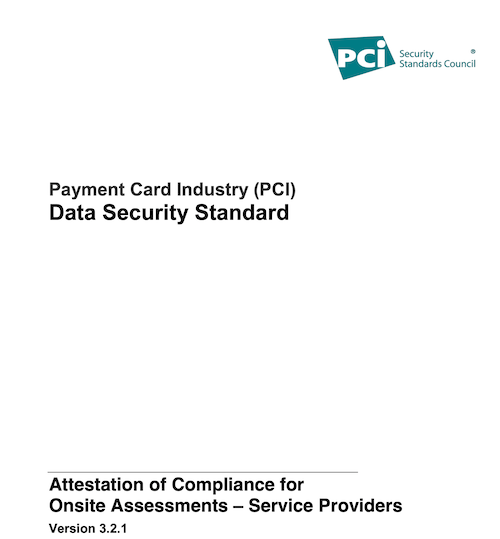 PCi Security ®
Standards Council
Payment Card Industry (PCI)
Data Security Standard
Attestation of Compliance for
Onsite Assessments – Service Providers
Version 3.2.1